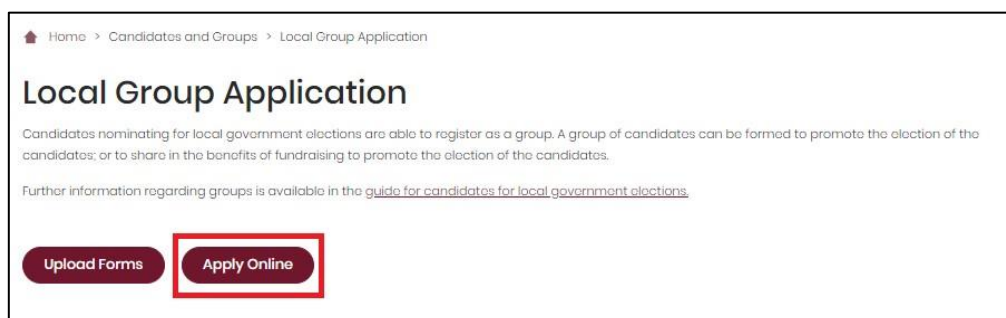 Home > Candidates and Groups > Local Group Application
Local Group Application
Candidates nominating for local government elections are able to register as a group. A group of candidates can be formed to promote the election of the
candidates; or to share in the benefits of fundraising to promote the election of the candidates.
Further information regarding groups is available in the guide for candidates for local government elections.
Upload Forms Apply Online